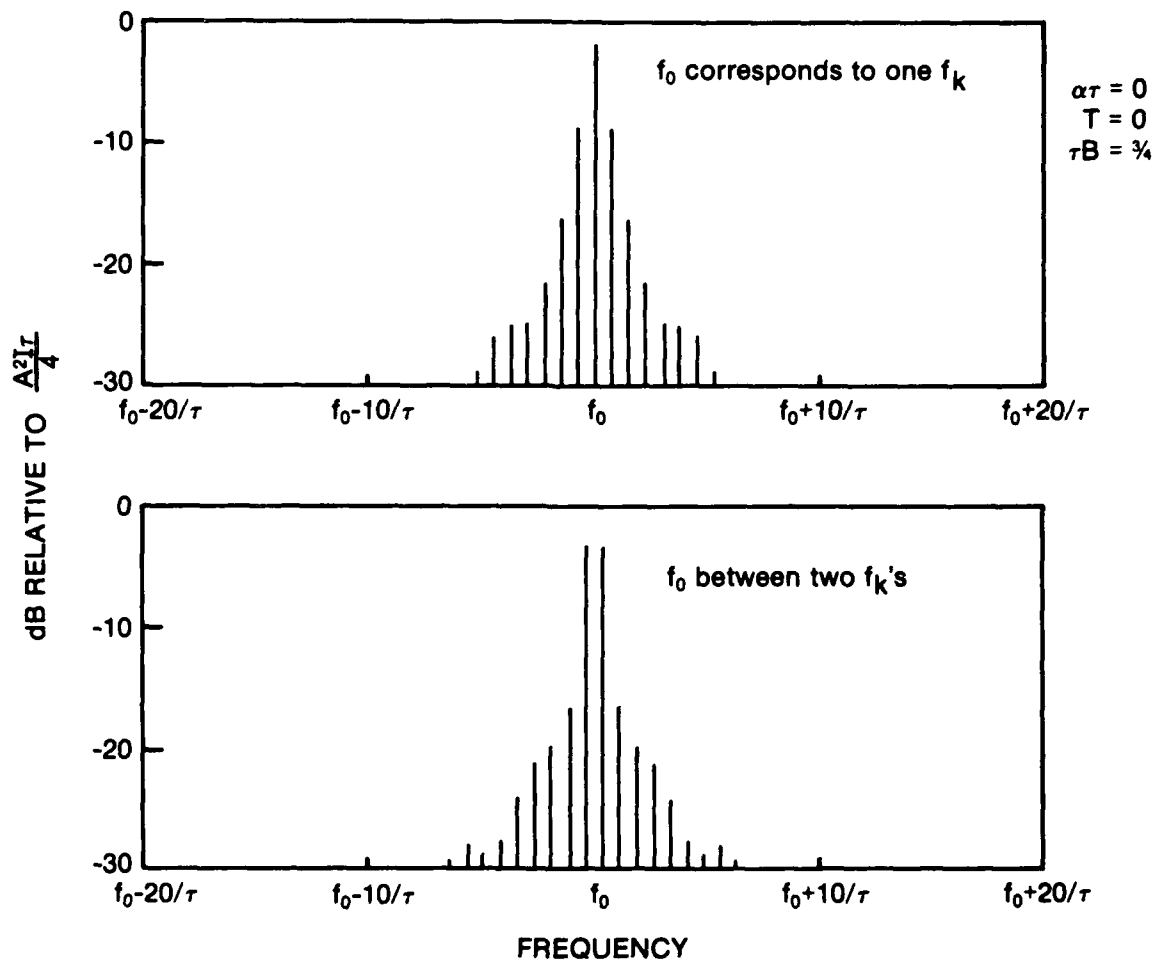 0
-10
-20
-30
f₀ corresponds to one fₖ
ατ = 0
T = 0
τB = ¾
f₀-20/τ f₀-10/τ f₀ f₀+10/τ f₀+20/τ
dB RELATIVE TO A²Iτ/4
0
-10
-20
-30
f₀ between two fₖ's
f₀-20/τ f₀-10/τ f₀ f₀+10/τ f₀+20/τ
FREQUENCY